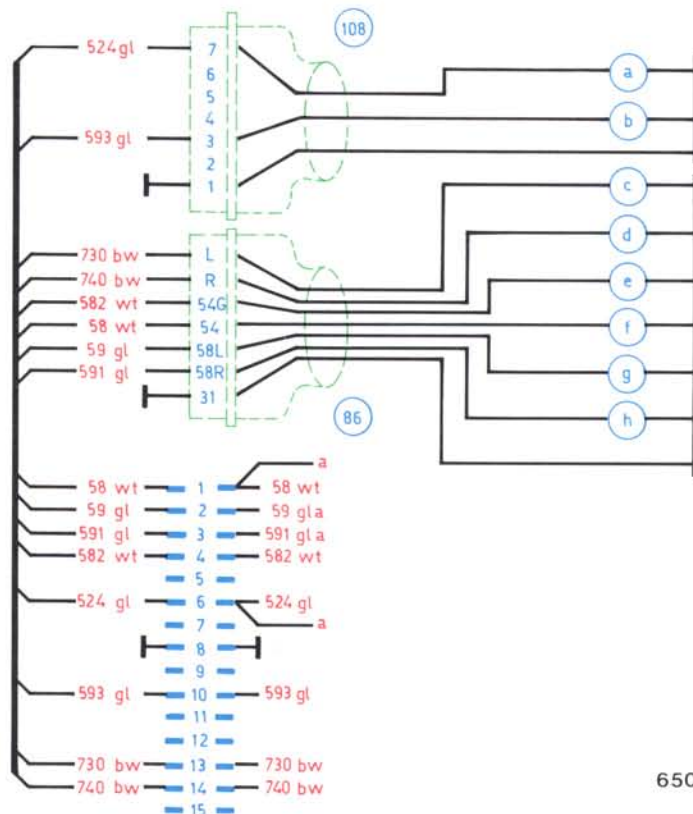 108
524 gl 7 a
6
5
4 b
593 gl 3
2
1
c
d
730 bw L
740 bw R e
582 wt 54G
58 wt 54 f
59 gl 58L
591 gl 58R g
31
86 h
a
58 wt 1 58 wt
59 gl 2 59 gl a
591 gl 3 591 gl a
582 wt 4 582 wt
5
524 gl 6 524 gl
7 a
8
9
593 gl 10 593 gl
11
12
730 bw 13 730 bw
740 bw 14 740 bw
15
650